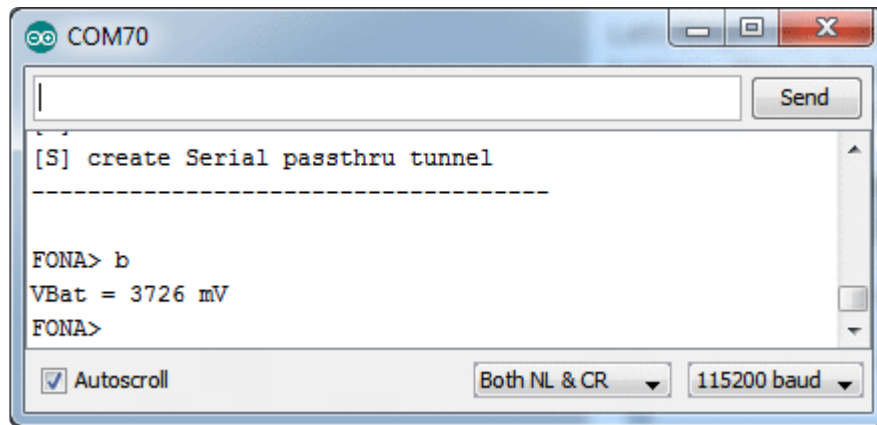 COM70
Send
[S] create Serial passthru tunnel
-------------------------------------
FONA> b
VBat = 3726 mV
FONA>
Autoscroll
Both NL & CR
115200 baud